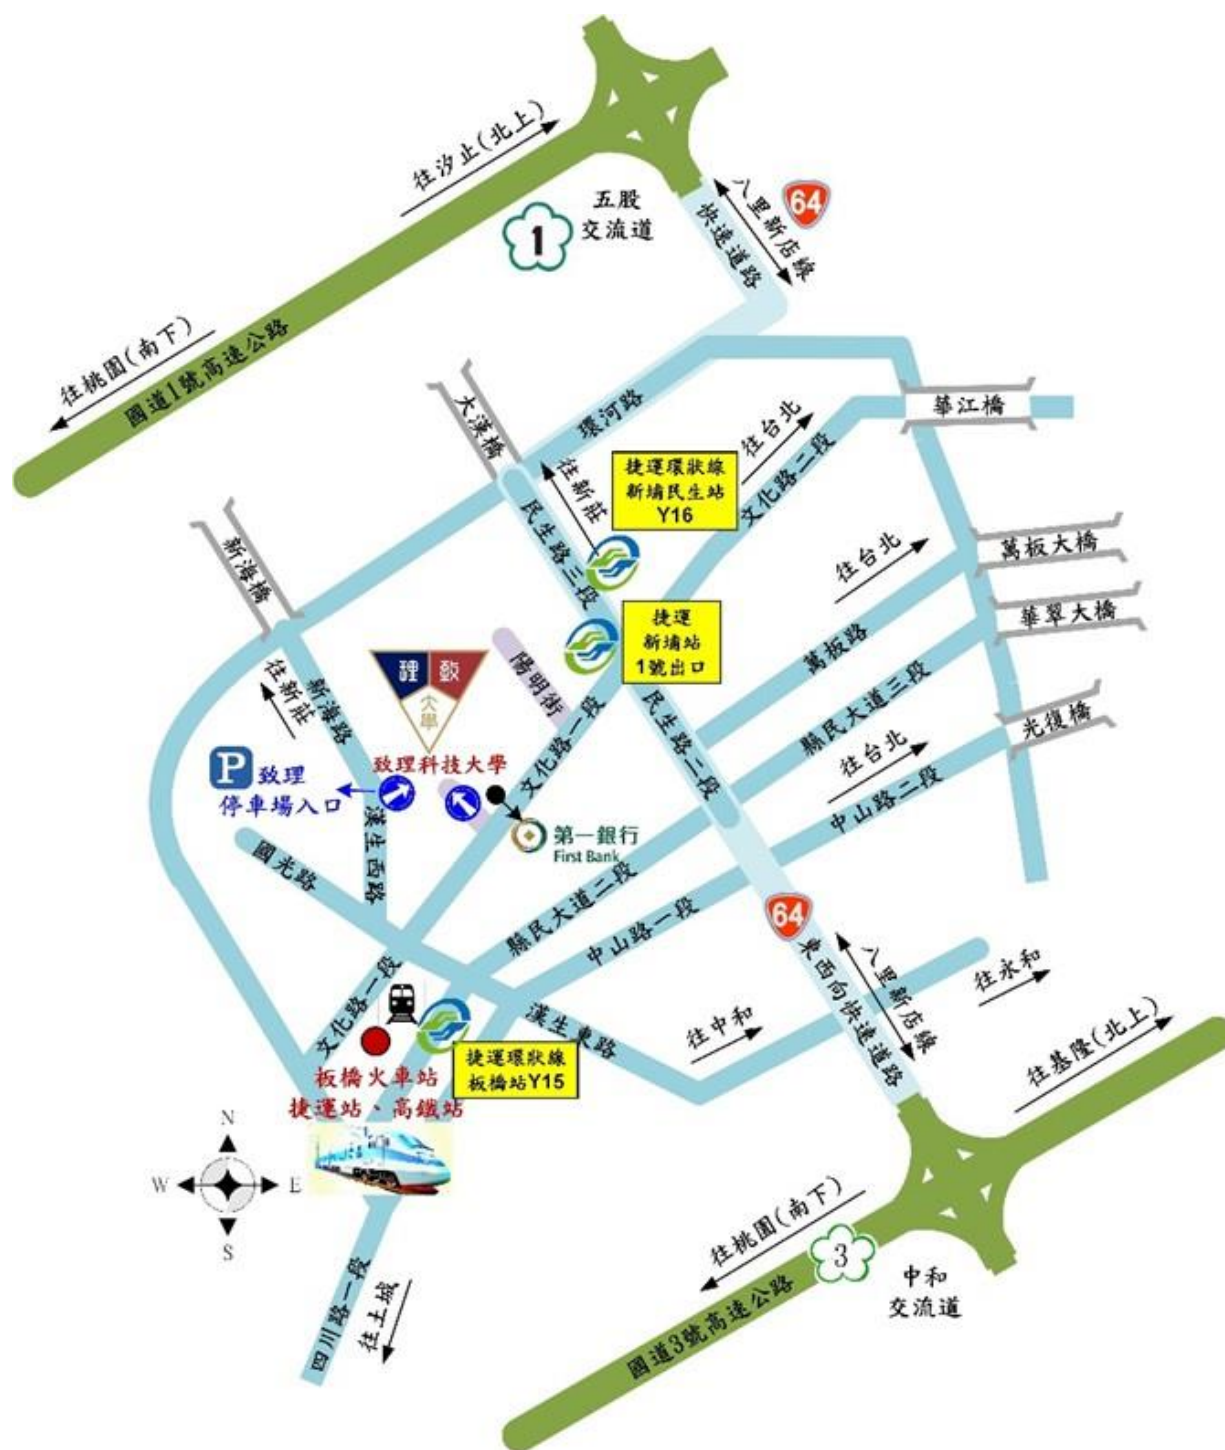 往汐止(北上)
五股
交流道
1
八里新店線
64
快速道路
往桃園(南下)
國道1號高速公路
大漢橋
環河路
往新莊
捷運環狀線
新埔民生站
Y16
往台北
文化路二段
華江橋
民生路三段
新海橋
往台北
萬板大橋
華翠大橋
捷運
新埔站
1號出口
萬板路
理 致
大學
陽明街
往新莊
新海路
文化路一段
民生路二段
縣民大道三段
光復橋
P 致理
停車場入口
致理科技大學
往台北
中山路二段
漢生西路
第一銀行
First Bank
國光路
縣民大道二段
中山路一段
64
東西向快速道路
八里新店線
文化路一段
漢生東路
往中和
往永和
捷運環狀線
板橋站Y15
板橋火車站
捷運站、高鐵站
往基隆(北上)
N
W E
S
往桃園(南下)
3
中和
交流道
國道3號高速公路
四川路一段
往土城